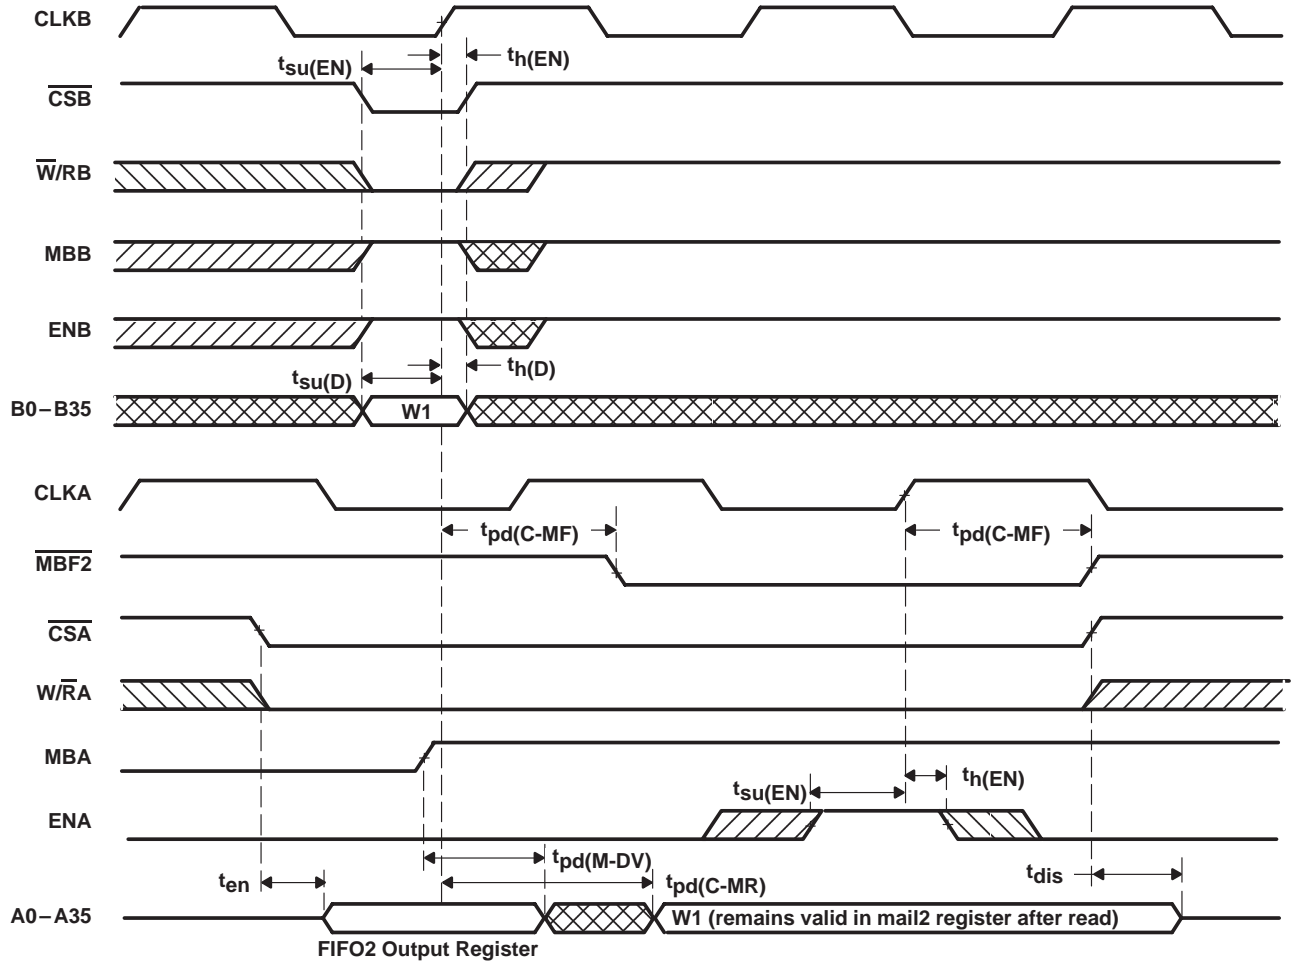 CLKB
tsu(EN)
th(EN)
CSB
W/RB
MBB
ENB
tsu(D)
th(D)
B0–B35
W1
CLKA
tpd(C-MF)
tpd(C-MF)
MBF2
CSA
W/RA
MBA
tsu(EN)
th(EN)
ENA
ten
tpd(M-DV)
tpd(C-MR)
tdis
A0–A35
W1 (remains valid in mail2 register after read)
FIFO2 Output Register